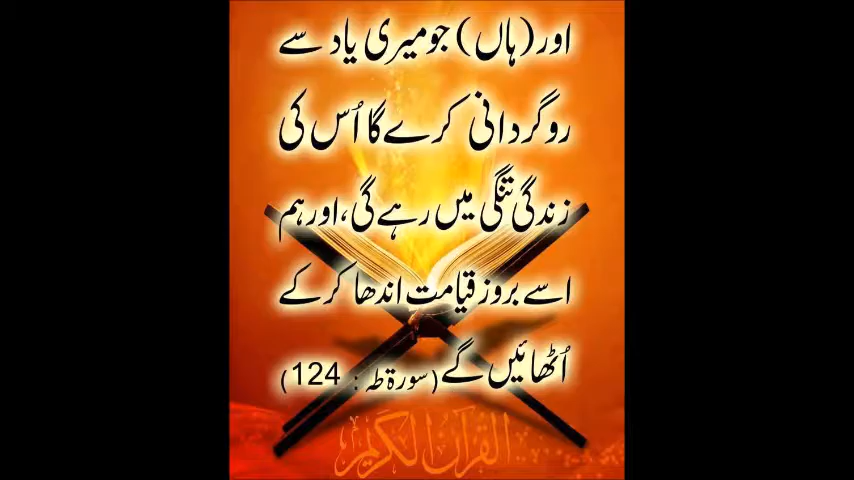 اور (ہاں) جو میری یاد سے
روگردانی کرے گا اُس کی
زندگی تنگی میں رہے گی، اور ہم
اسے بروز قیامت اندھا کر کے
اُٹھائیں گے (سورۃ طہ : 124)
القرآن الکریم